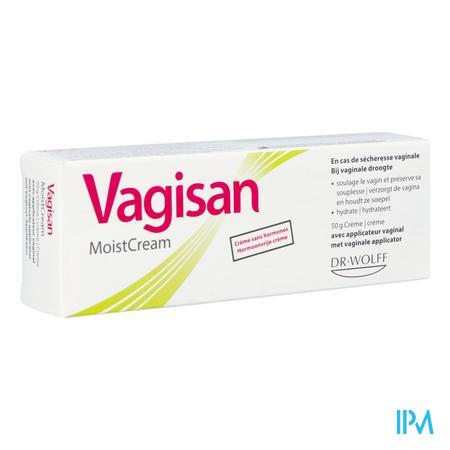 Vagisan
MoistCream
Crème sans hormones
Hormoonvrije crème
En cas de sécheresse vaginale
Bij vaginale droogte
• soulage le vagin et préserve sa
souplesse | verzorgt de vagina
en houdt ze soepel
• hydrate | hydrateert
50 g Crème | crème
avec applicateur vaginal
met vaginale applicator
DR·WOLFF
Vagisan
MoistCream
IPM